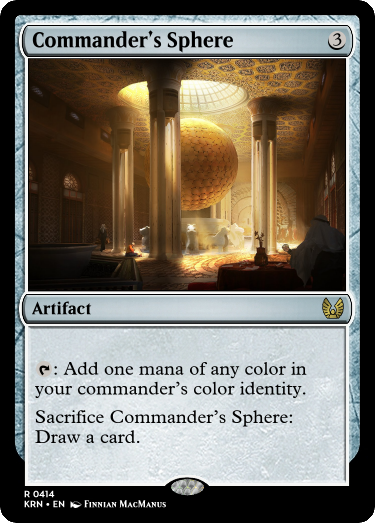 Commander's Sphere 3
Artifact
: Add one mana of any color in
your commander's color identity.
Sacrifice Commander's Sphere:
Draw a card.
R 0414
KRN • EN Finnian MacManus